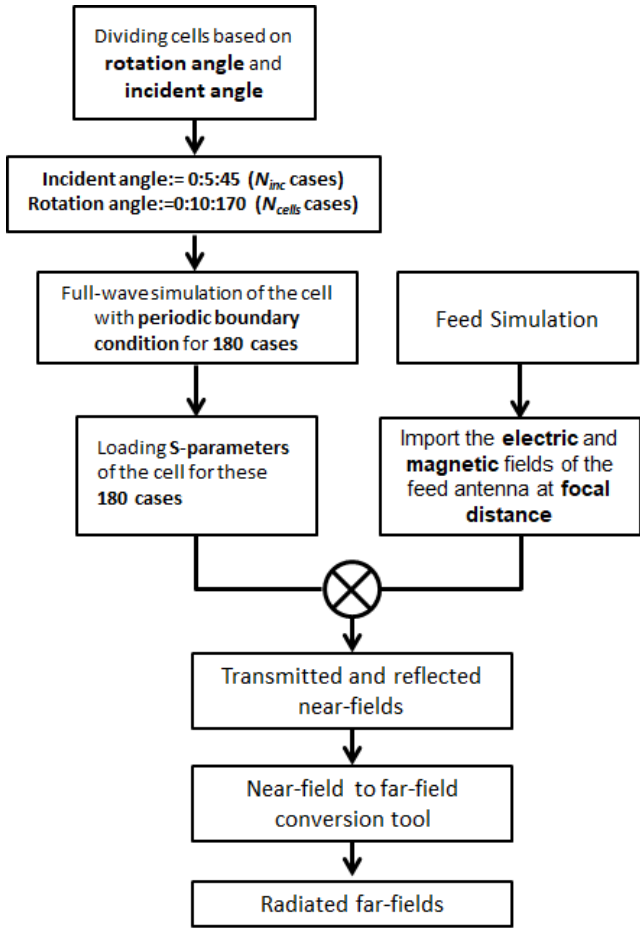 Dividing cells based on
rotation angle and
incident angle
Incident angle:= 0:5:45 (Ninc cases)
Rotation angle:=0:10:170 (Ncells cases)
Full-wave simulation of the cell
with periodic boundary
condition for 180 cases
Feed Simulation
Loading S-parameters
of the cell for these
180 cases
Import the electric and
magnetic fields of the
feed antenna at focal
distance
Transmitted and reflected
near-fields
Near-field to far-field
conversion tool
Radiated far-fields